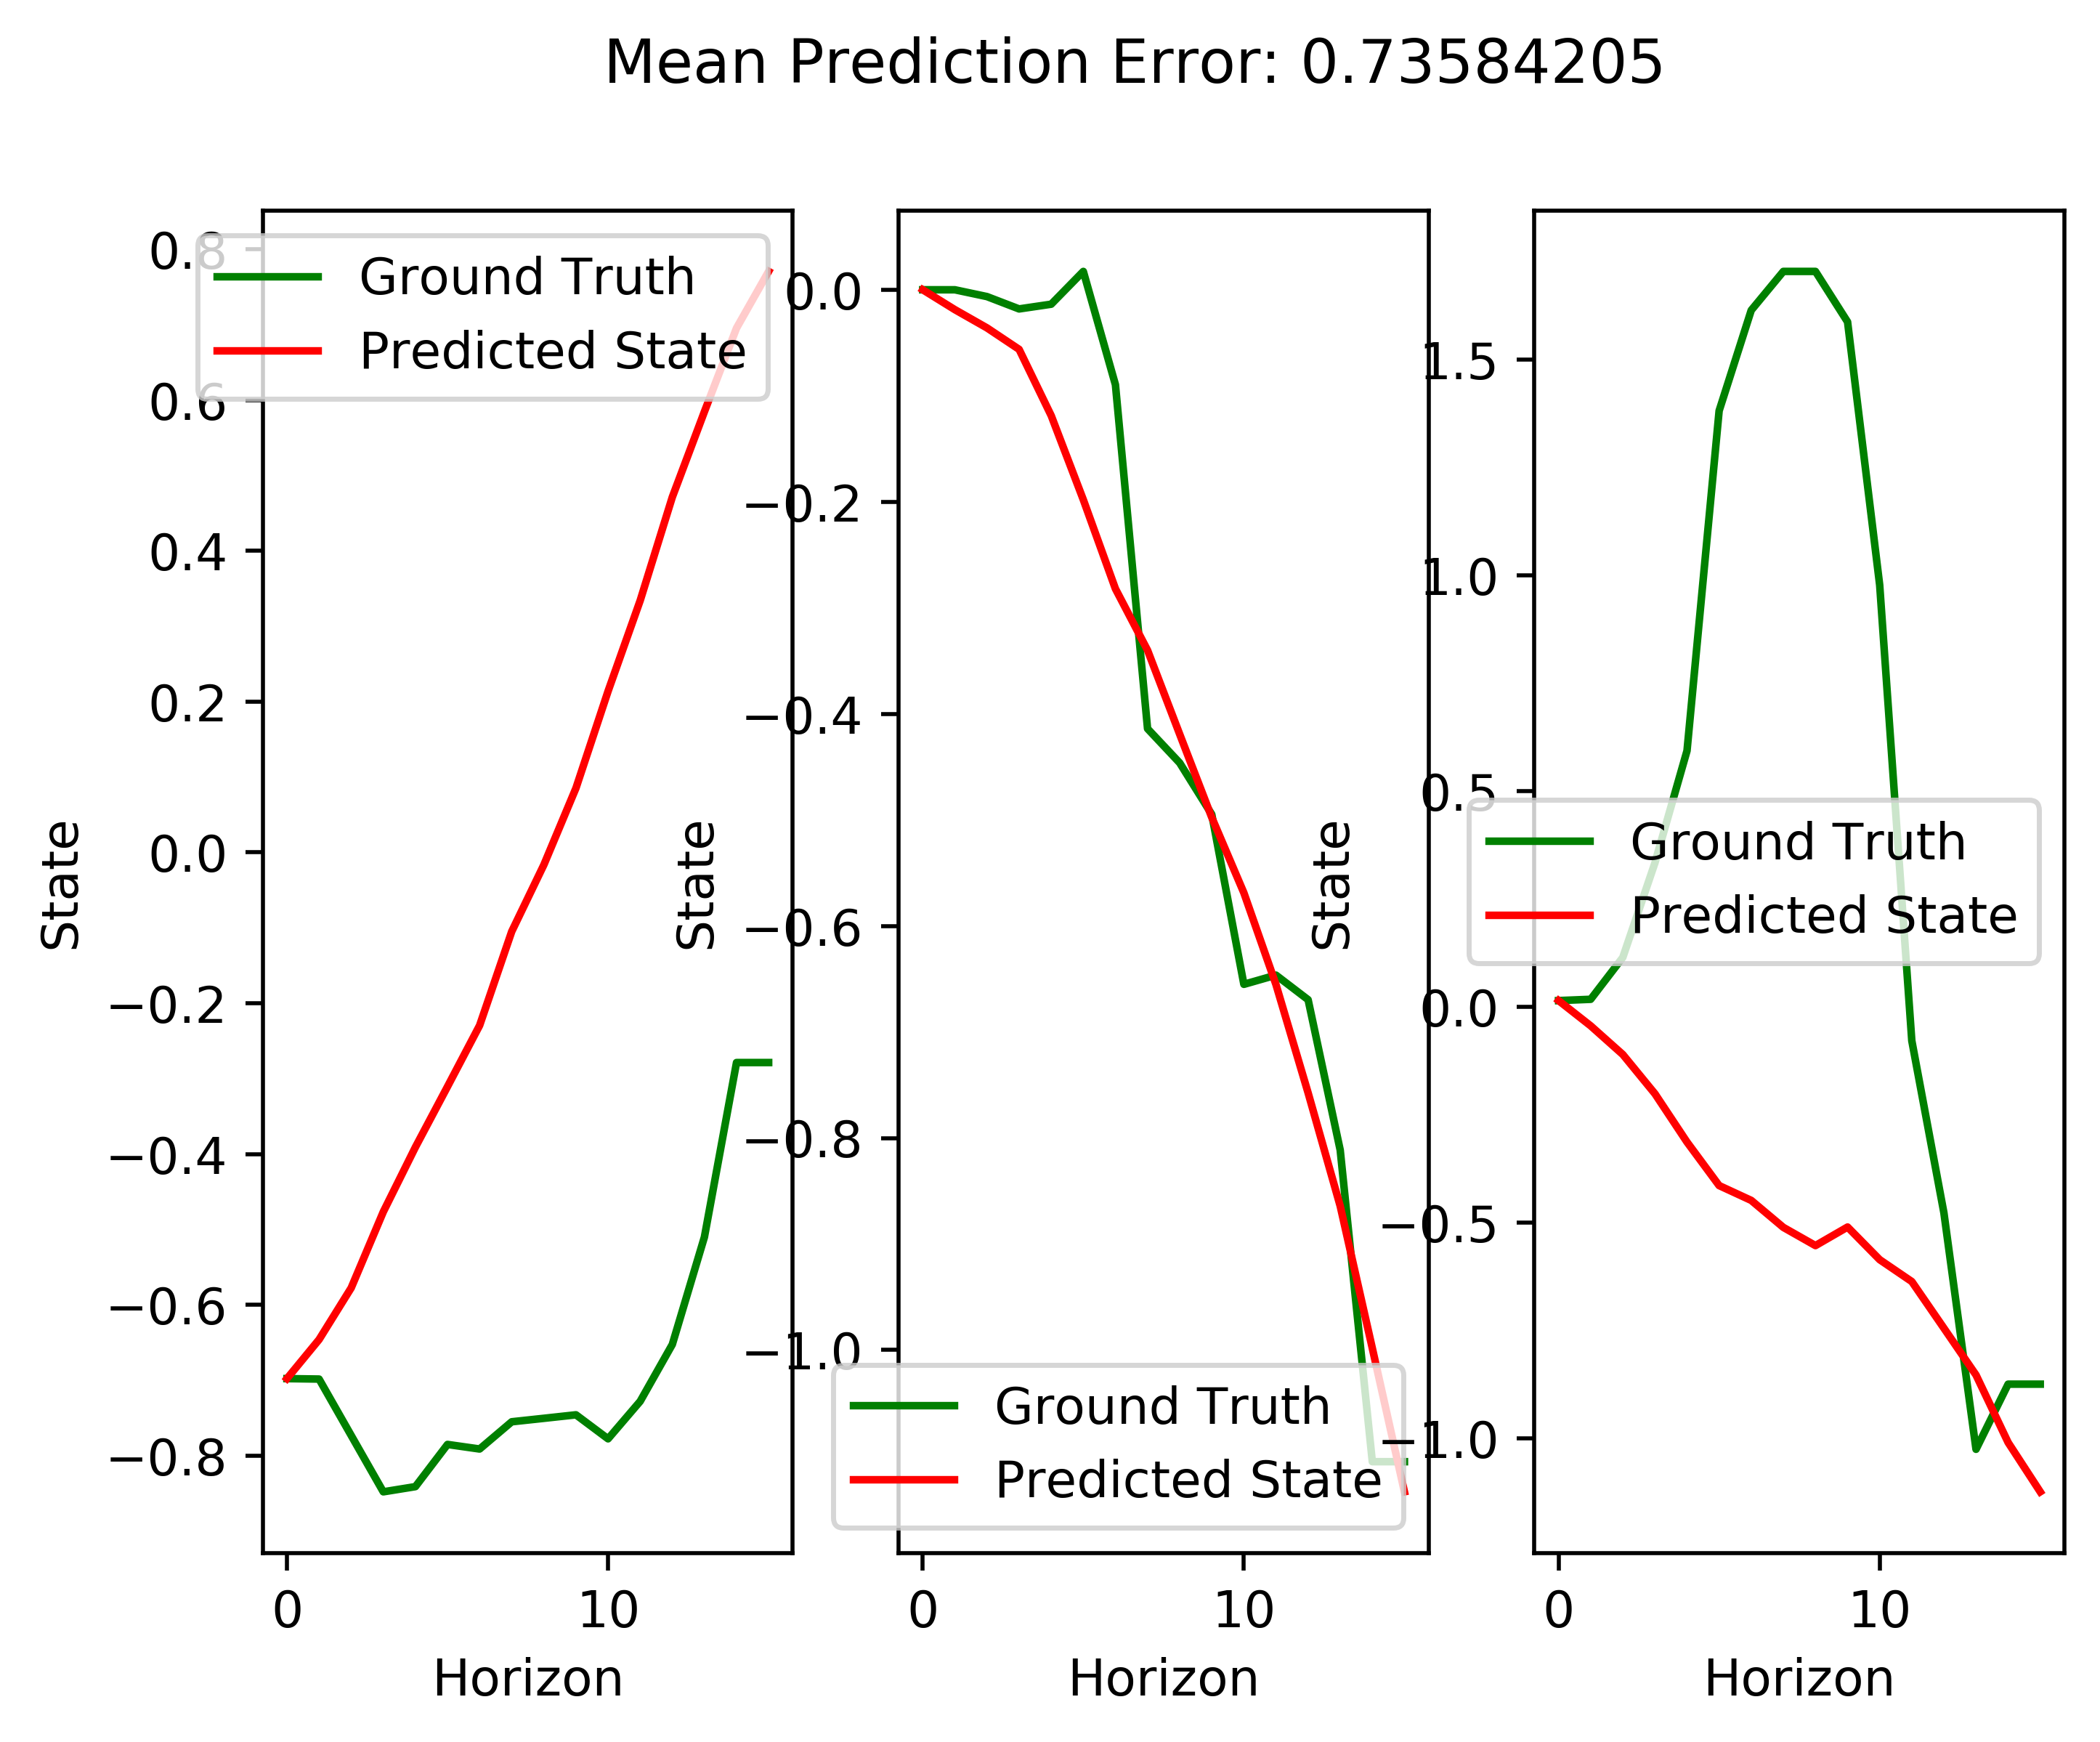 Mean Prediction Error: 0.73584205
0.8
0.6
0.4
0.2
0.0
−0.2
−0.4
−0.6
−0.8
State
Ground Truth
Predicted State
0 10
Horizon
0.0
−0.2
−0.4
−0.6
−0.8
−1.0
State
Ground Truth
Predicted State
0 10
Horizon
1.5
1.0
0.5
0.0
−0.5
−1.0
State
Ground Truth
Predicted State
0 10
Horizon